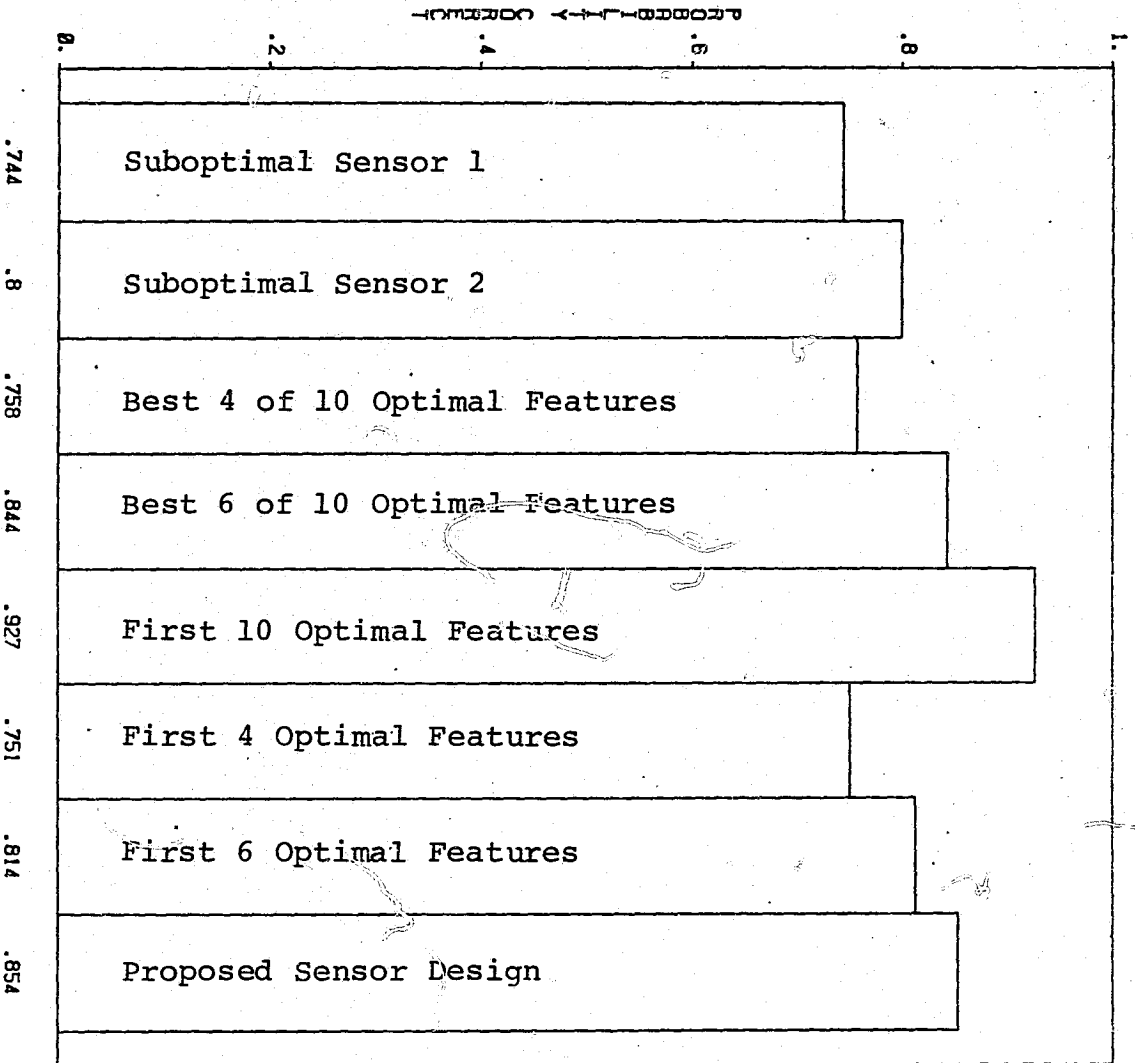 PROBABILITY CORRECT
0. .2 .4 .6 .8 1.
.744 Suboptimal Sensor 1
.8 Suboptimal Sensor 2
.758 Best 4 of 10 Optimal Features
.844 Best 6 of 10 Optimal Features
.927 First 10 Optimal Features
.751 First 4 Optimal Features
.814 First 6 Optimal Features
.854 Proposed Sensor Design